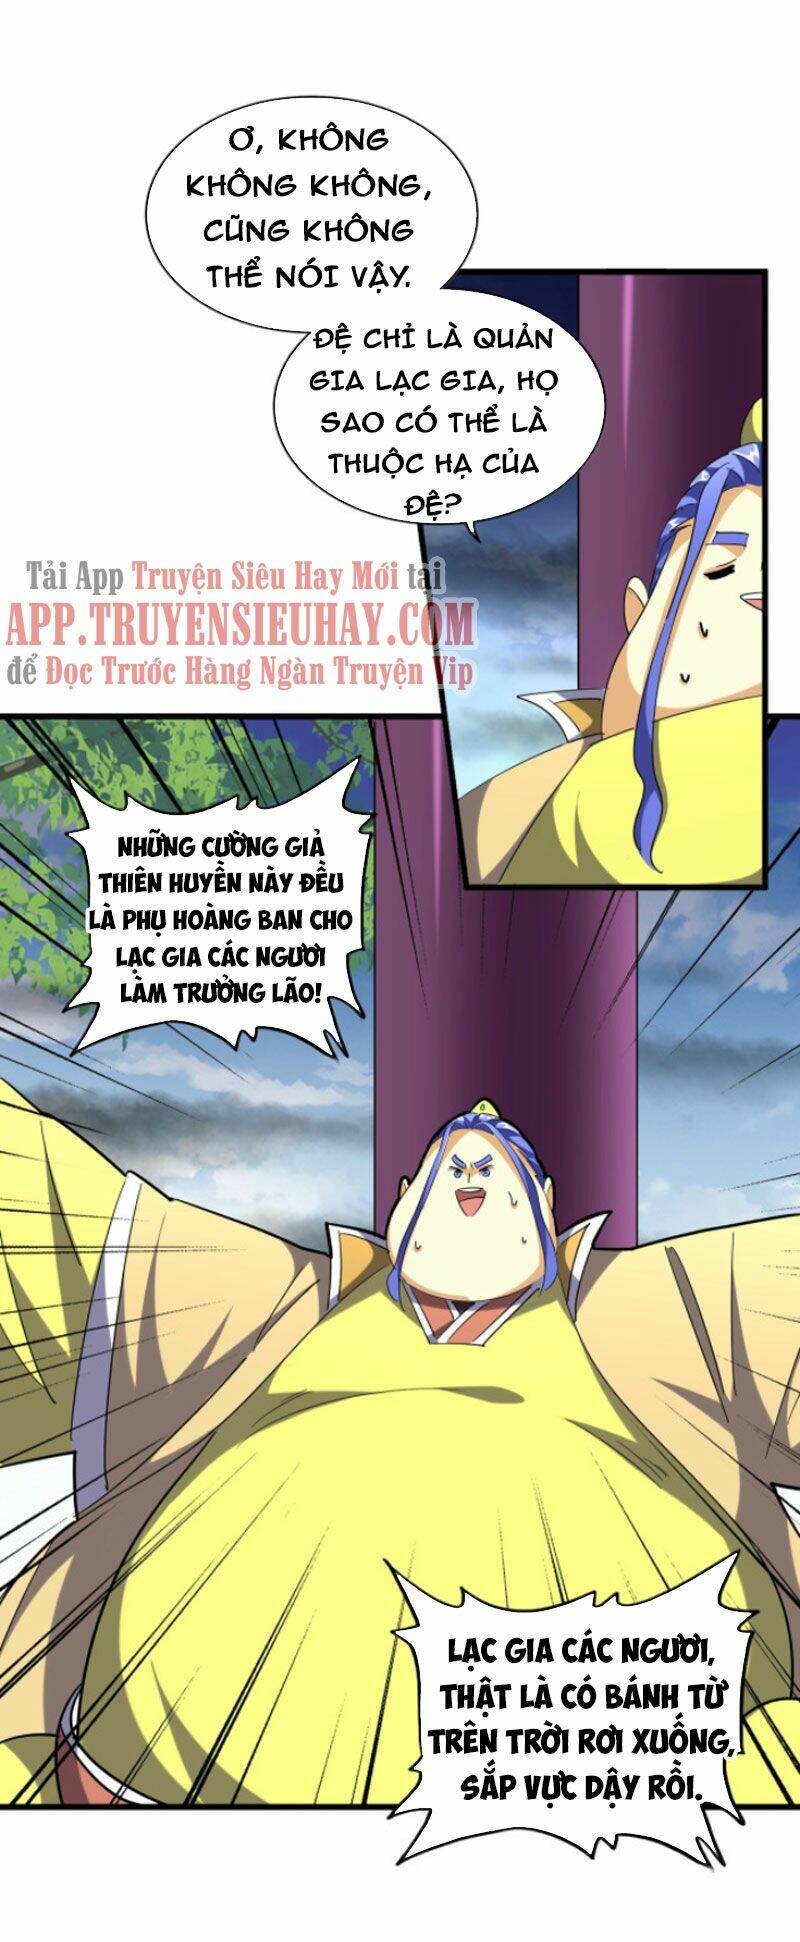 Ơ, KHÔNG
KHÔNG KHÔNG,
CŨNG KHÔNG
THỂ NÓI VẬY.
ĐỆ CHỈ LÀ QUẢN
GIA LẠC GIA, HỌ
SAO CÓ THỂ LÀ
THUỘC HẠ CỦA
ĐỆ?
Tải App Truyện Siêu Hay Mới tại
APP.TRUYENSIEUHAY.COM
để Đọc Trước Hàng Ngàn Truyện Vip
NHỮNG CƯỜNG GIẢ
THIÊN HUYỀN NÀY ĐỀU
LÀ PHỤ HOÀNG BAN CHO
LẠC GIA CÁC NGƯƠI
LÀM TRƯỞNG LÃO!
LẠC GIA CÁC NGƯƠI,
THẬT LÀ CÓ BÁNH TỪ
TRÊN TRỜI RƠI XUỐNG,
SẮP VỰC DẬY RỒI.